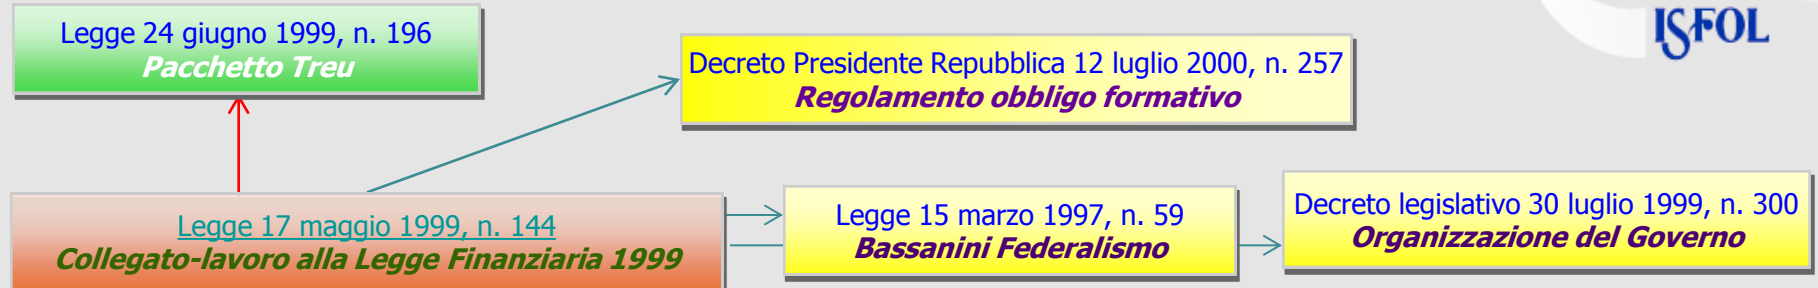 Legge 24 giugno 1999, n. 196
Pacchetto Treu
ISFOL
Decreto Presidente Repubblica 12 luglio 2000, n. 257
Regolamento obbligo formativo
Legge 17 maggio 1999, n. 144
Collegato-lavoro alla Legge Finanziaria 1999
Legge 15 marzo 1997, n. 59
Bassanini Federalismo
Decreto legislativo 30 luglio 1999, n. 300
Organizzazione del Governo